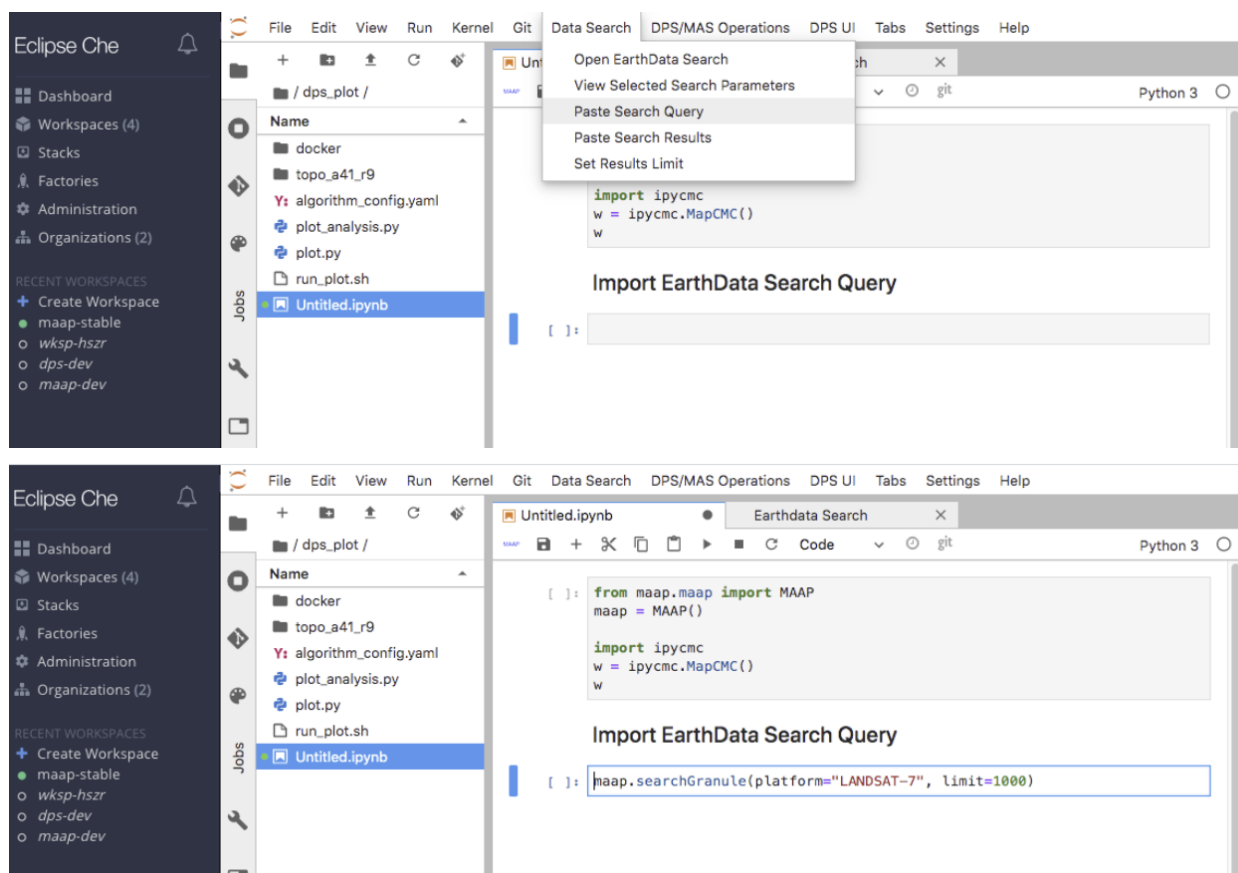 File Edit View Run Kernel Git Data Search DPS/MAS Operations DPS UI Tabs Settings Help
Eclipse Che
Dashboard
Workspaces (4)
Stacks
Factories
Administration
Organizations (2)
RECENT WORKSPACES
+ Create Workspace
maap-stable
wksp-hszr
dps-dev
maap-dev
Jobs
/ dps_plot /
Name
docker
topo_a41_r9
Y: algorithm_config.yaml
plot_analysis.py
plot.py
run_plot.sh
Untitled.ipynb
Open EarthData Search
View Selected Search Parameters
Paste Search Query
Paste Search Results
Set Results Limit
git
Python 3
import ipycmc
w = ipycmc.MapCMC()
w
Import EarthData Search Query
[ ]:
File Edit View Run Kernel Git Data Search DPS/MAS Operations DPS UI Tabs Settings Help
Eclipse Che
Dashboard
Workspaces (4)
Stacks
Factories
Administration
Organizations (2)
RECENT WORKSPACES
+ Create Workspace
maap-stable
wksp-hszr
dps-dev
maap-dev
Jobs
/ dps_plot /
Name
docker
topo_a41_r9
Y: algorithm_config.yaml
plot_analysis.py
plot.py
run_plot.sh
Untitled.ipynb
Untitled.ipynb Earthdata Search
MAAP Code git Python 3
[ ]: from maap.maap import MAAP
maap = MAAP()
import ipycmc
w = ipycmc.MapCMC()
w
Import EarthData Search Query
[ ]: maap.searchGranule(platform="LANDSAT-7", limit=1000)